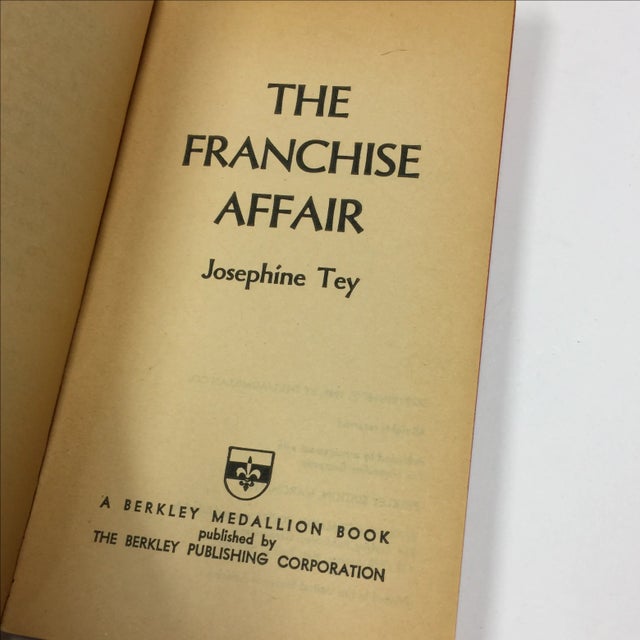 THE
FRANCHISE
AFFAIR
Josephine Tey
A BERKLEY MEDALLION BOOK
published by
THE BERKLEY PUBLISHING CORPORATION